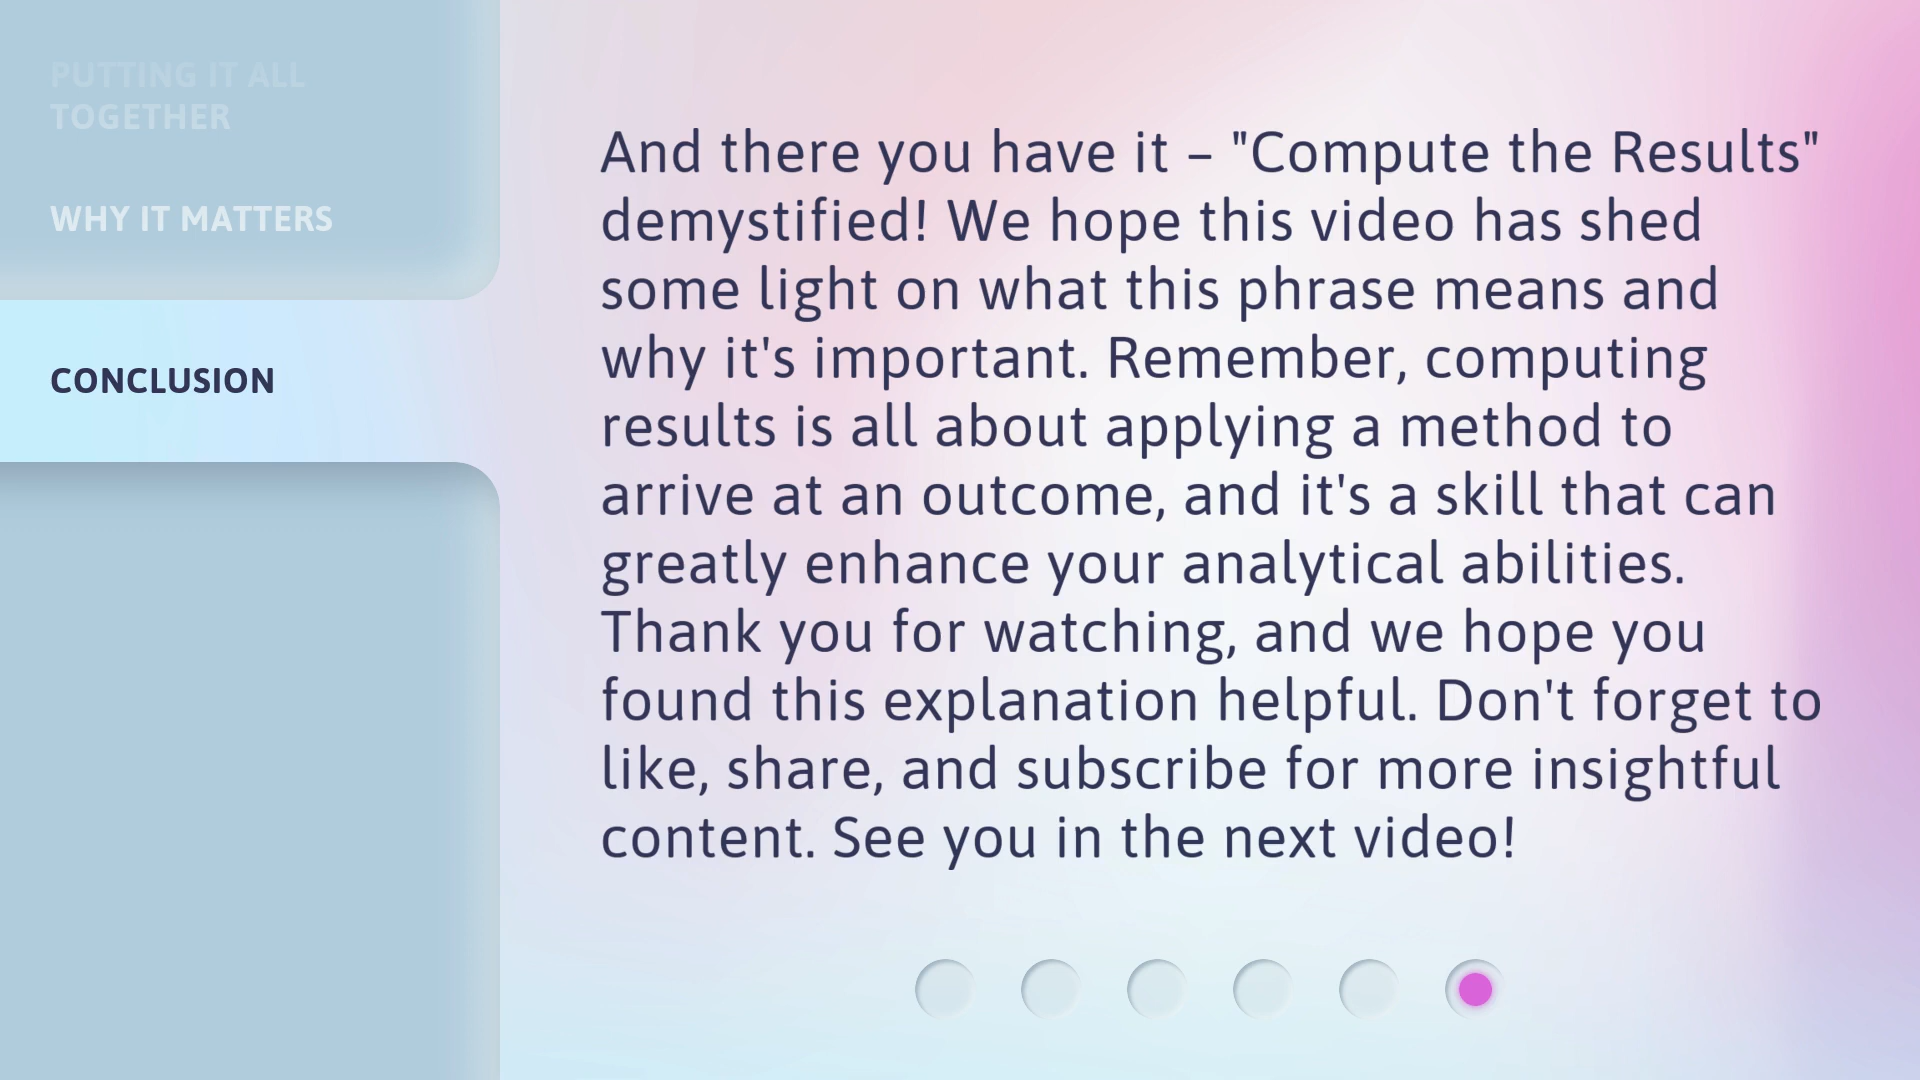 PUTTING IT ALL
TOGETHER
WHY IT MATTERS
CONCLUSION
And there you have it – "Compute the Results"
demystified! We hope this video has shed
some light on what this phrase means and
why it's important. Remember, computing
results is all about applying a method to
arrive at an outcome, and it's a skill that can
greatly enhance your analytical abilities.
Thank you for watching, and we hope you
found this explanation helpful. Don't forget to
like, share, and subscribe for more insightful
content. See you in the next video!